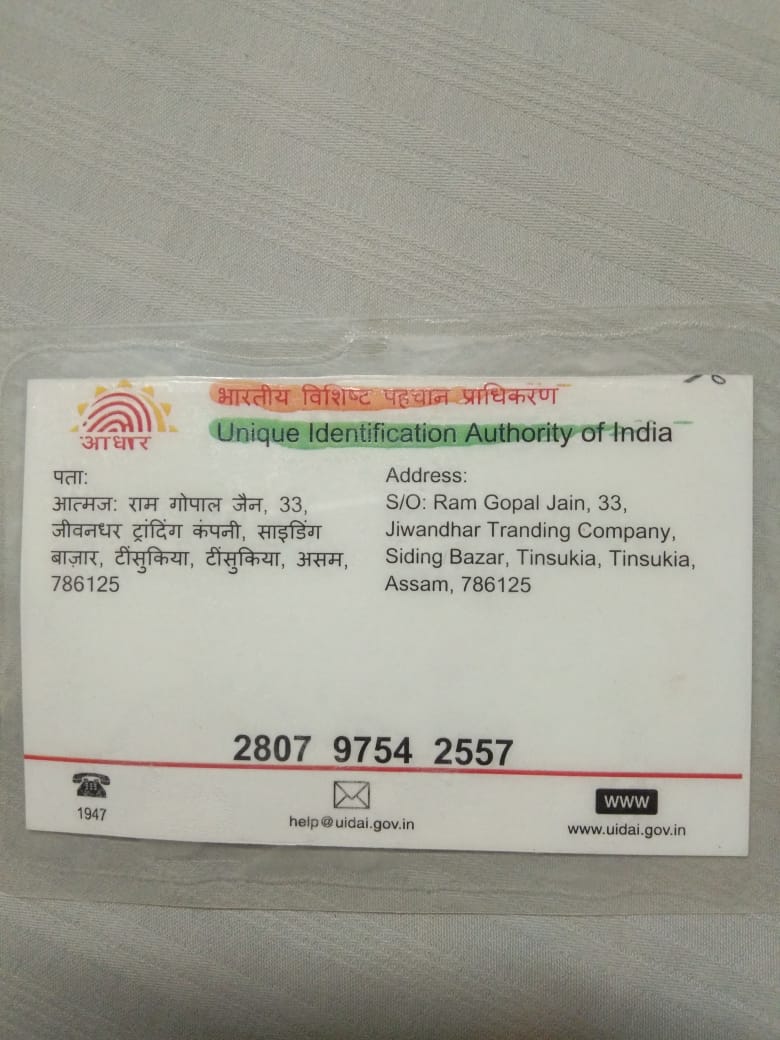 भारतीय विशिष्ट पहचान प्राधिकरण
Unique Identification Authority of India
आधार
पता:
आत्मज: राम गोपाल जैन, 33,
जीवनधर ट्रांदिंग कंपनी, साइडिंग
बाज़ार, टींसुकिया, टींसुकिया, असम,
786125
Address:
S/O: Ram Gopal Jain, 33,
Jiwandhar Tranding Company,
Siding Bazar, Tinsukia, Tinsukia,
Assam, 786125
2807 9754 2557
1947
help@uidai.gov.in
WWW
www.uidai.gov.in